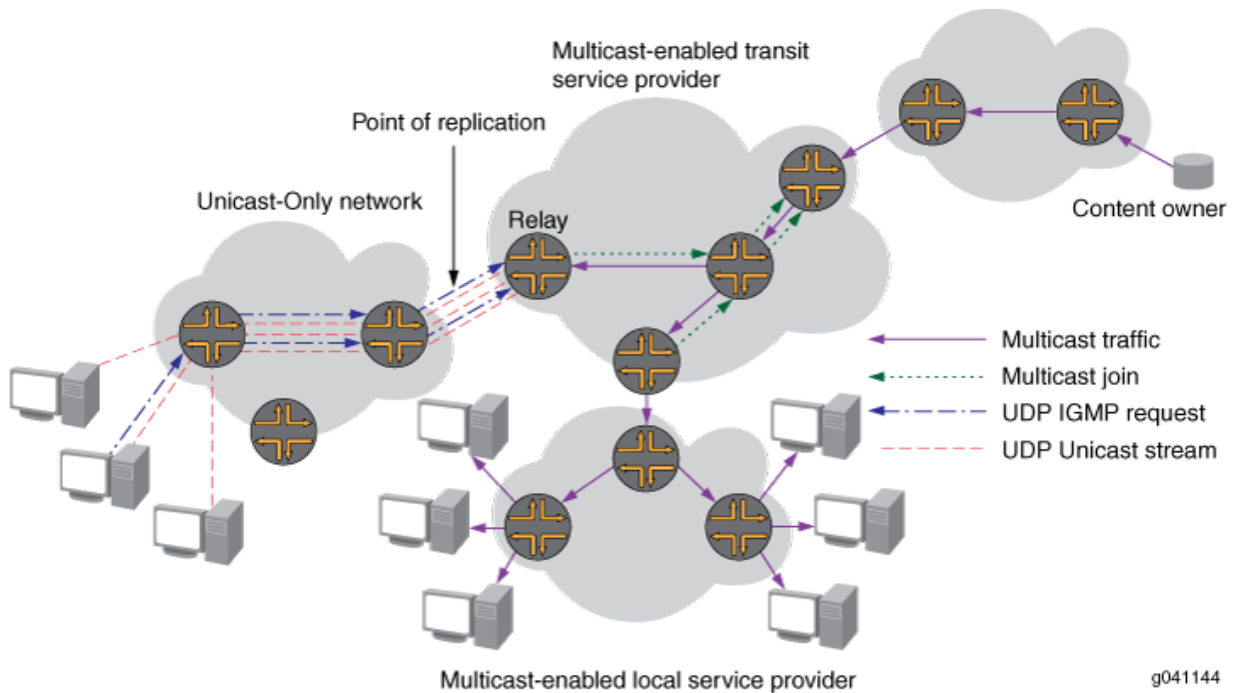 Multicast-enabled transit
service provider
Point of replication
Unicast-Only network
Relay
Content owner
Multicast traffic
Multicast join
UDP IGMP request
UDP Unicast stream
Multicast-enabled local service provider
g041144